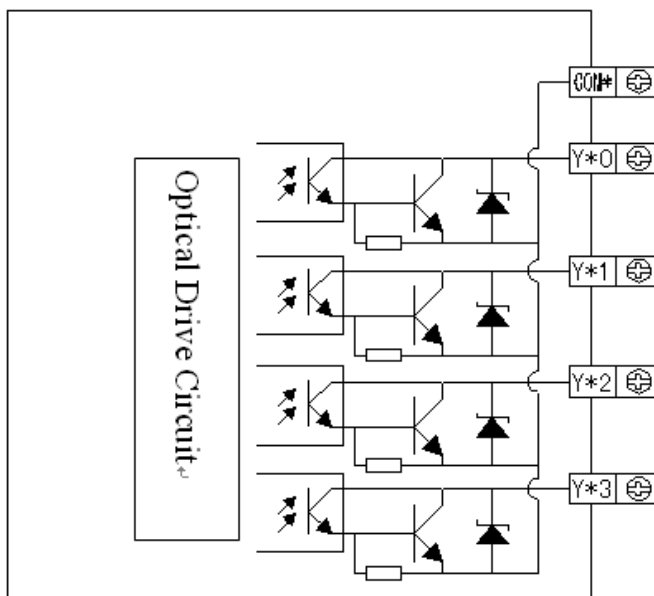 COM*
Y*0
Y*1
Y*2
Y*3
Optical Drive Circuit↵